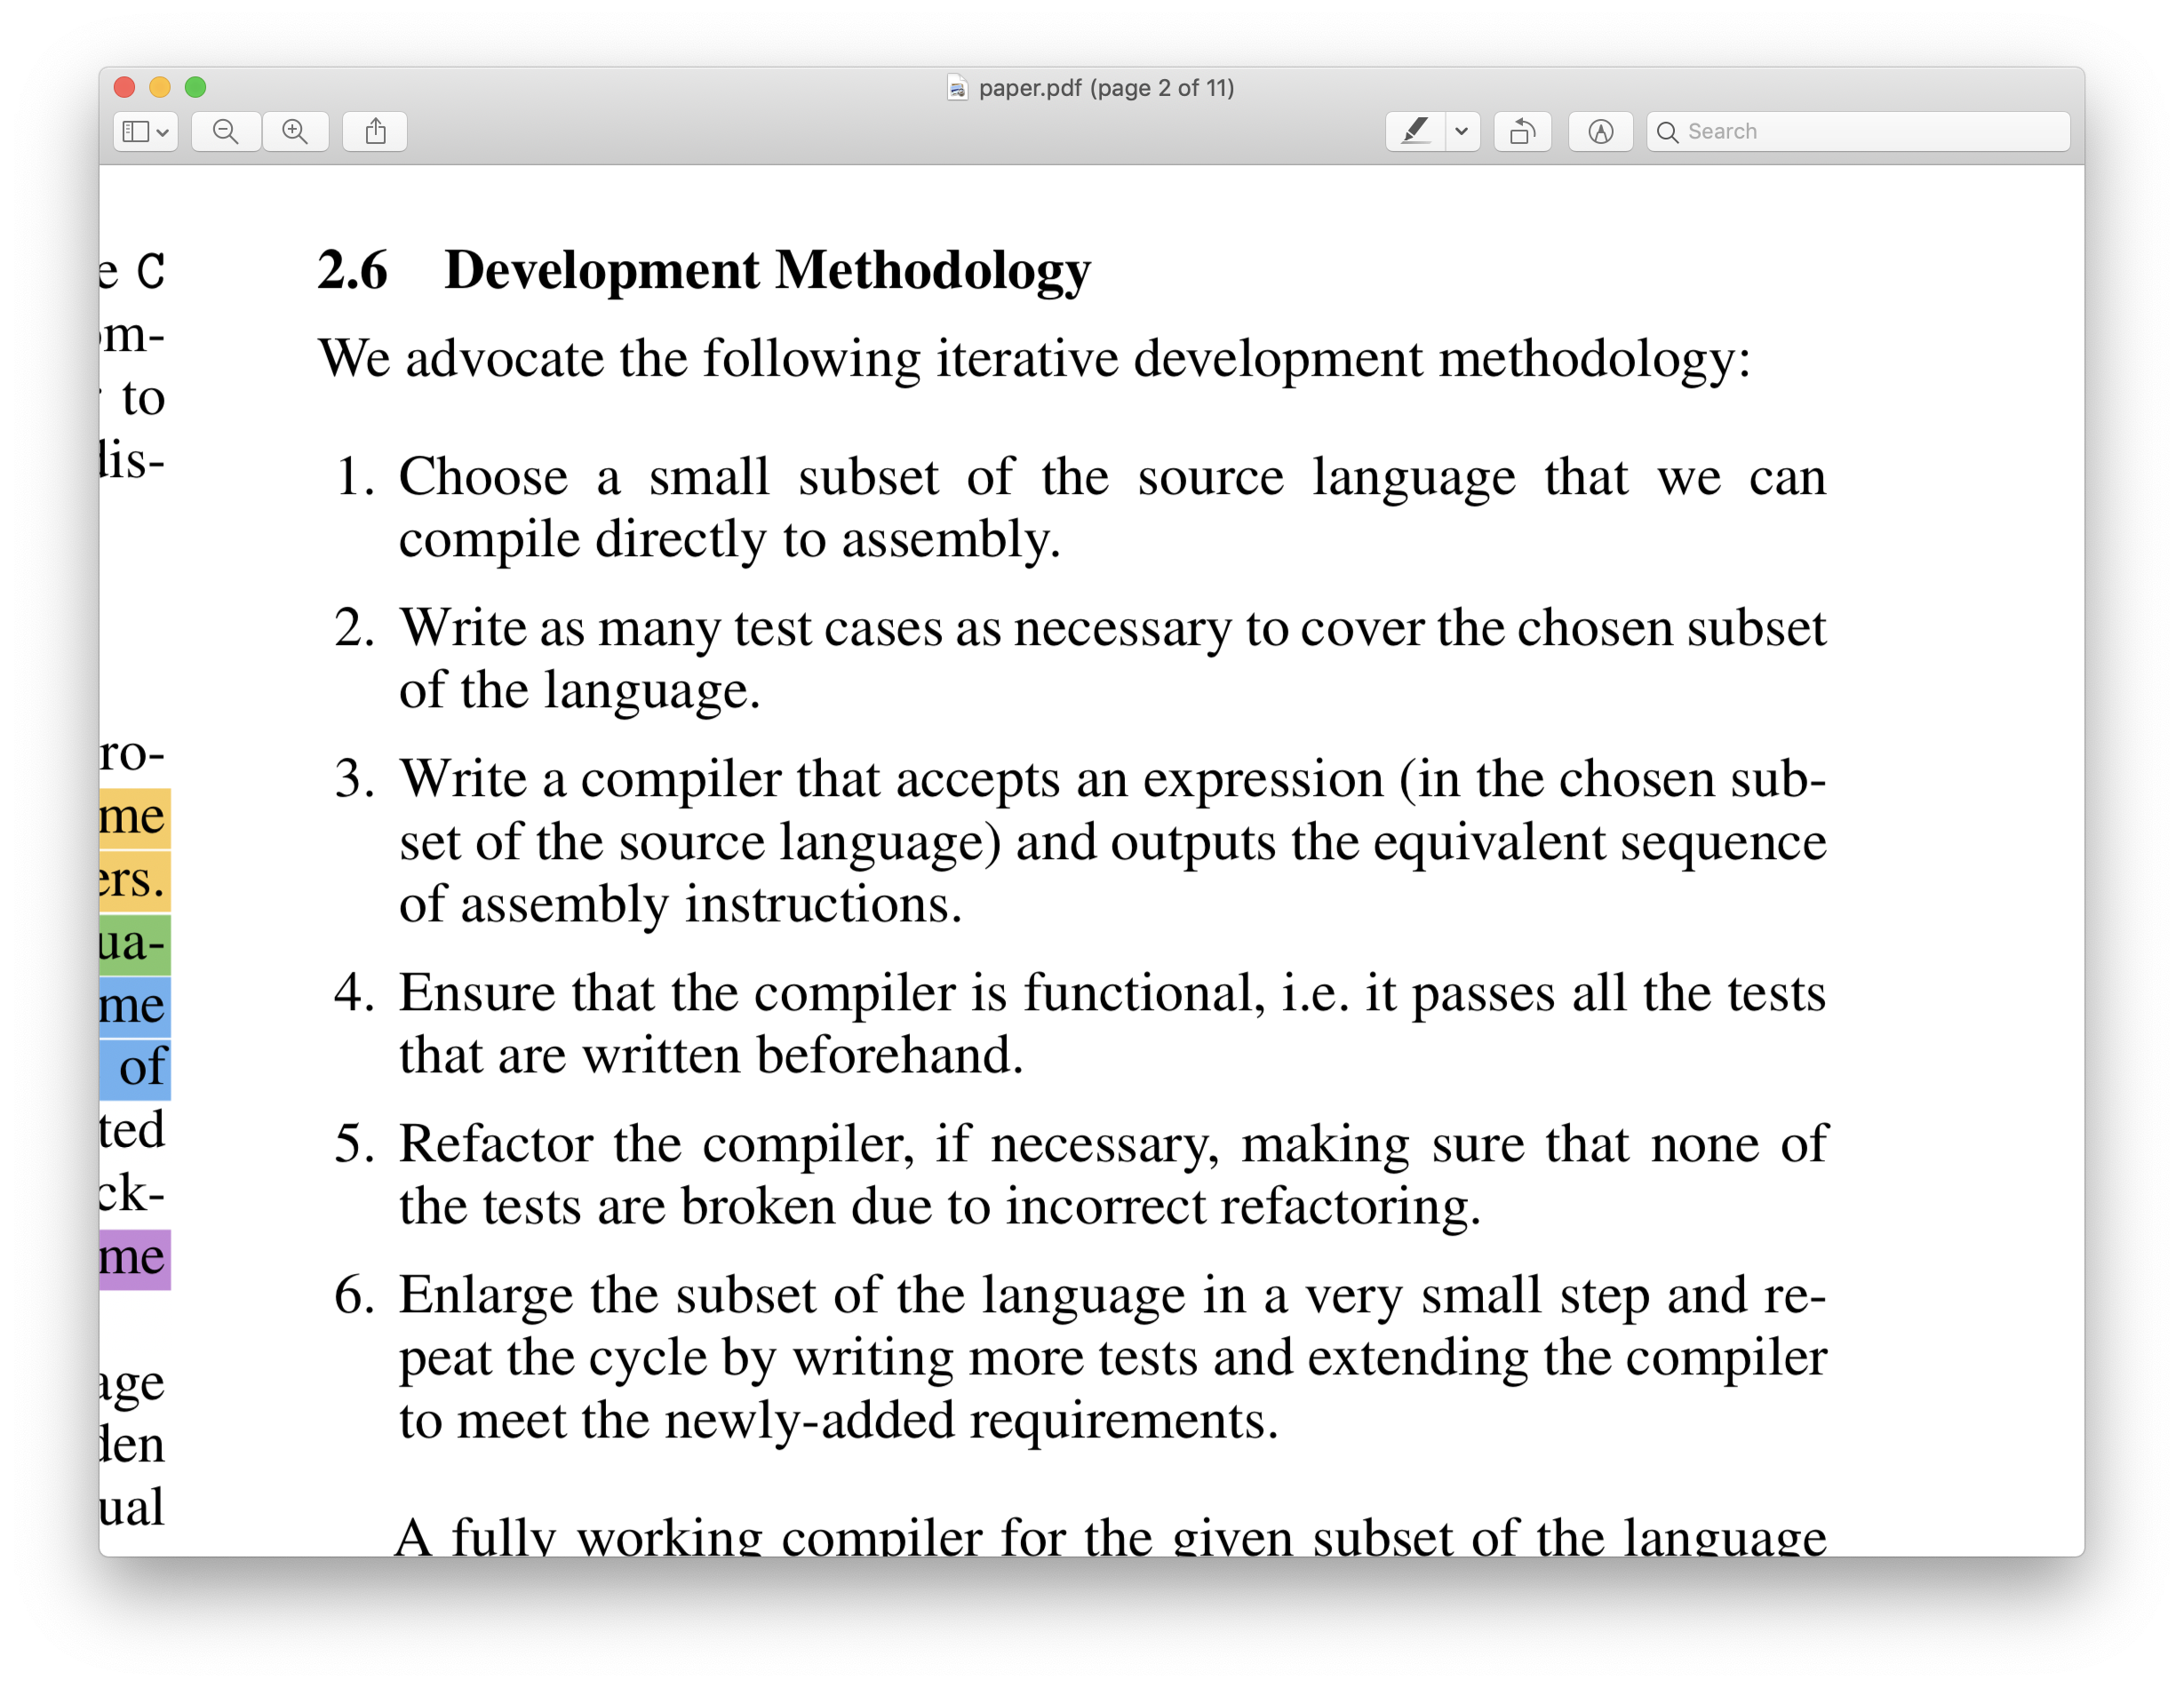 paper.pdf (page 2 of 11)
Search
e C
om-
to
dis-
ro-
me
ers.
ua-
me
of
ted
ck-
me
age
den
ual
2.6 Development Methodology
We advocate the following iterative development methodology:
1. Choose a small subset of the source language that we can
compile directly to assembly.
2. Write as many test cases as necessary to cover the chosen subset
of the language.
3. Write a compiler that accepts an expression (in the chosen sub-
set of the source language) and outputs the equivalent sequence
of assembly instructions.
4. Ensure that the compiler is functional, i.e. it passes all the tests
that are written beforehand.
5. Refactor the compiler, if necessary, making sure that none of
the tests are broken due to incorrect refactoring.
6. Enlarge the subset of the language in a very small step and re-
peat the cycle by writing more tests and extending the compiler
to meet the newly-added requirements.
A fully working compiler for the given subset of the language